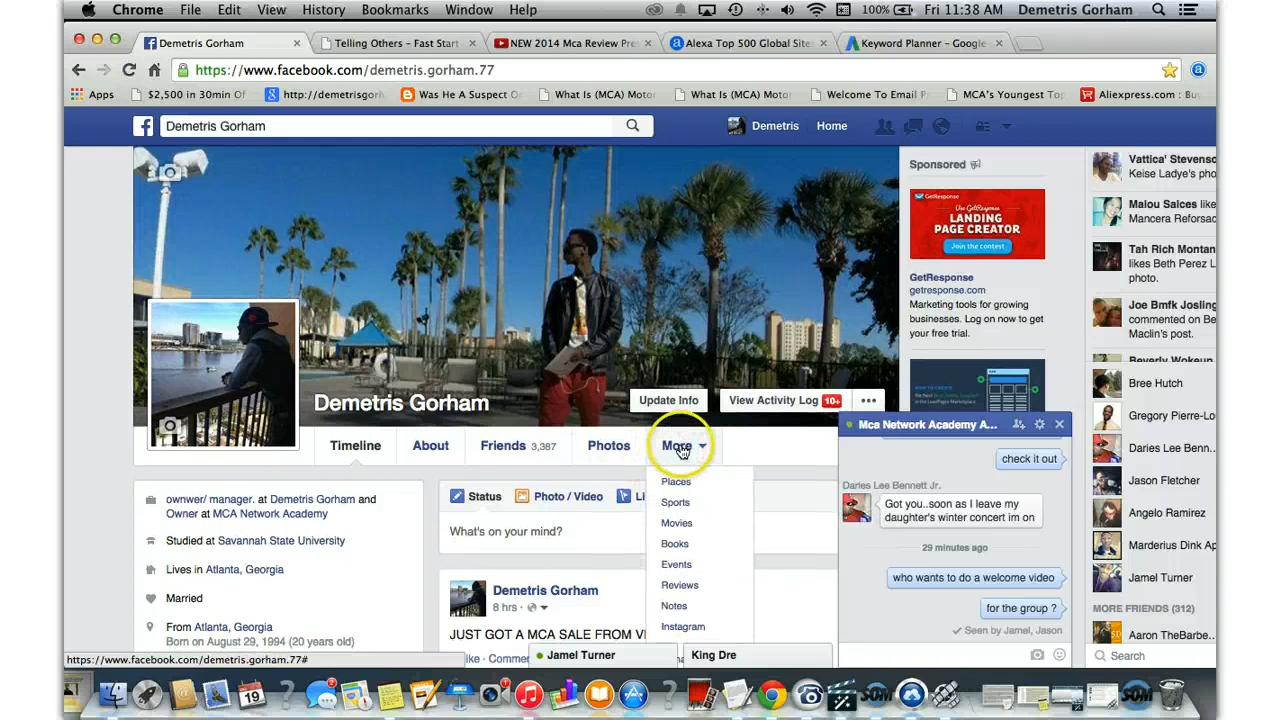 Chrome File Edit View History Bookmarks Window Help 100% Fri 11:38 AM Demetris Gorham
Demetris Gorham Telling Others - Fast Start NEW 2014 Mca Review Pre Alexa Top 500 Global Site Keyword Planner - Google
https://www.facebook.com/demetris.gorham.77
Apps $2,500 in 30min Of http://demetrisgorh Was He A Suspect O What Is (MCA) Motor What Is (MCA) Motor Welcome To Email P MCA's Youngest Top Aliexpress.com : Bu
Demetris Gorham Demetris Home
Sponsored
GetResponse
Use GetResponse
LANDING
PAGE CREATOR
Join the contest
GetResponse
getresponse.com
Marketing tools for growing
businesses. Log on now to get
your free trial.
Vattica' Stevenso
Keise Ladye's pho
Malou Salces like
Mancera Reforsac
Tah Rich Montan
likes Beth Perez L
photo.
Joe Bmfk Josling
commented on Be
Maclin's post.
Beverly Wokeup
Demetris Gorham
Update Info View Activity Log 10+ •••
Timeline About Friends 3,387 Photos More
Places
Sports
Movies
Books
Events
Reviews
Notes
Instagram
ownwer/ manager. at Demetris Gorham and
Owner at MCA Network Academy
Studied at Savannah State University
Lives in Atlanta, Georgia
Married
From Atlanta, Georgia
Born on August 29, 1994 (20 years old)
Status Photo / Video Li
What's on your mind?
Demetris Gorham
8 hrs ·
JUST GOT A MCA SALE FROM V
ike · Commen
Mca Network Academy A...
check it out
Daries Lee Bennett Jr.
Got you..soon as I leave my
daughter's winter concert im on
29 minutes ago
who wants to do a welcome video
for the group ?
Seen by Jamel, Jason
Bree Hutch
Gregory Pierre-Lo
Daries Lee Bennet
Jason Fletcher
Angelo Ramirez
Marderius Dink Ap
Jamel Turner
MORE FRIENDS (312)
Aaron TheBarbe
Search
Jamel Turner King Dre
https://www.facebook.com/demetris.gorham.77#
19
SOM
SOM